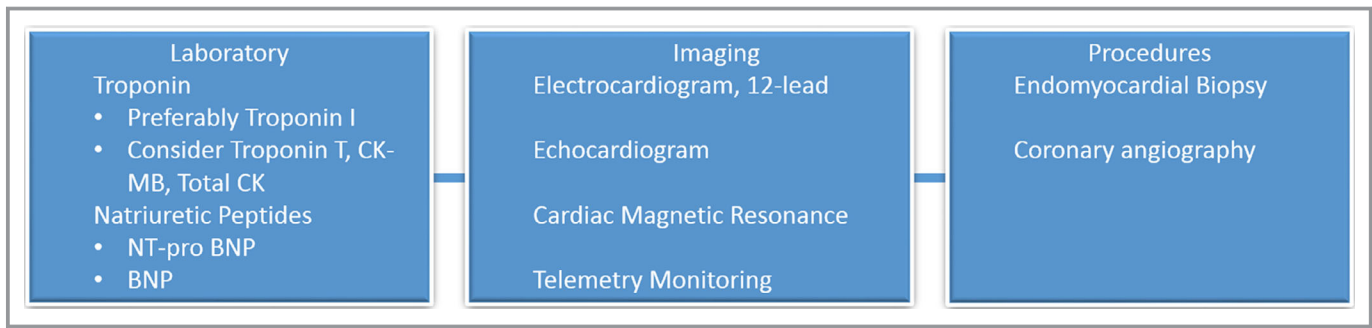 Laboratory
Troponin
• Preferably Troponin I
• Consider Troponin T, CK-
MB, Total CK
Natriuretic Peptides
• NT-pro BNP
• BNP
Imaging
Electrocardiogram, 12-lead
Echocardiogram
Cardiac Magnetic Resonance
Telemetry Monitoring
Procedures
Endomyocardial Biopsy
Coronary angiography